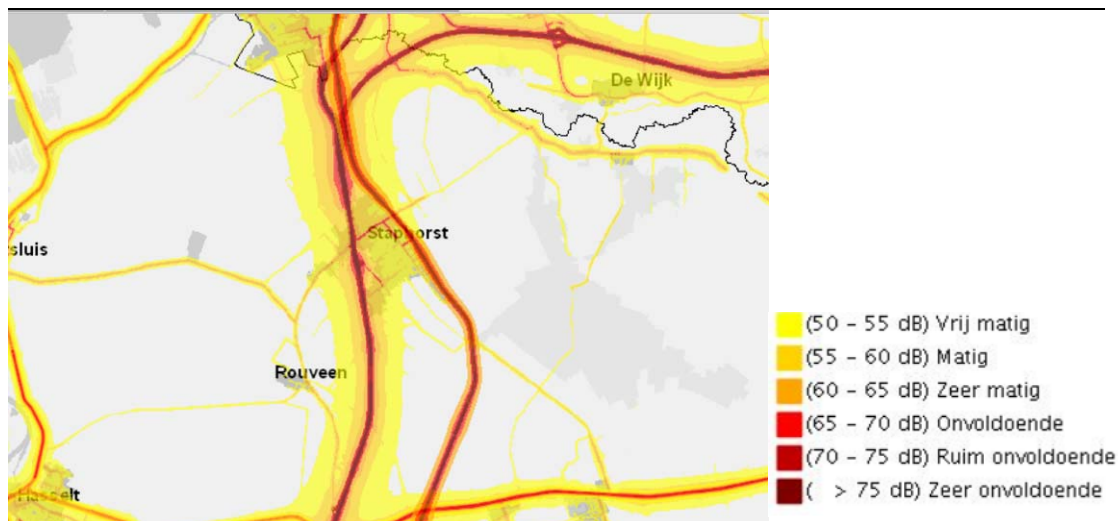 De Wijk
Staphorst
sluis
Rouveen
Hasselt
(50 - 55 dB) Vrij matig
(55 - 60 dB) Matig
(60 - 65 dB) Zeer matig
(65 - 70 dB) Onvoldoende
(70 - 75 dB) Ruim onvoldoende
( > 75 dB) Zeer onvoldoende